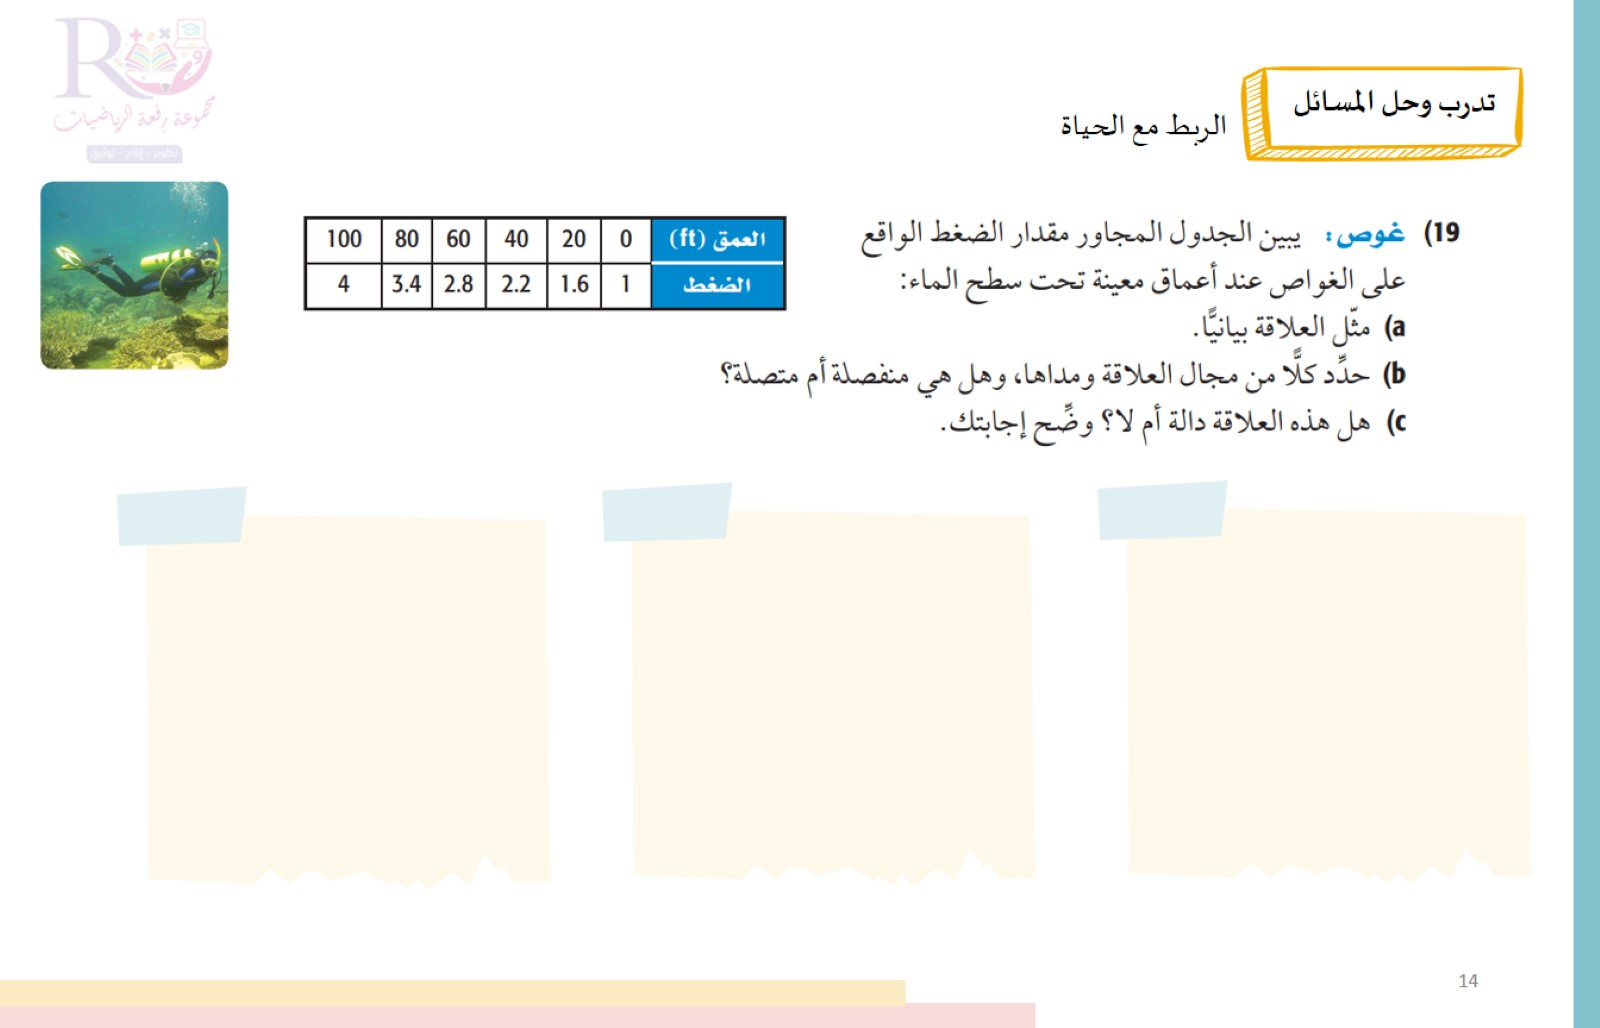 مجموعة رفعة الرياضيات
تطوير - إنتاج - توثيق
تدرب وحل المسائل
الربط مع الحياة
19) غوص: يبين الجدول المجاور مقدار الضغط الواقع
على الغواص عند أعماق معينة تحت سطح الماء:
العمق (ft) 0 20 40 60 80 100
الضغط 1 1.6 2.2 2.8 3.4 4
a) مثّل العلاقة بيانيًّا.
b) حدِّد كلًّا من مجال العلاقة ومداها، وهل هي منفصلة أم متصلة؟
c) هل هذه العلاقة دالة أم لا؟ وضِّح إجابتك.
14